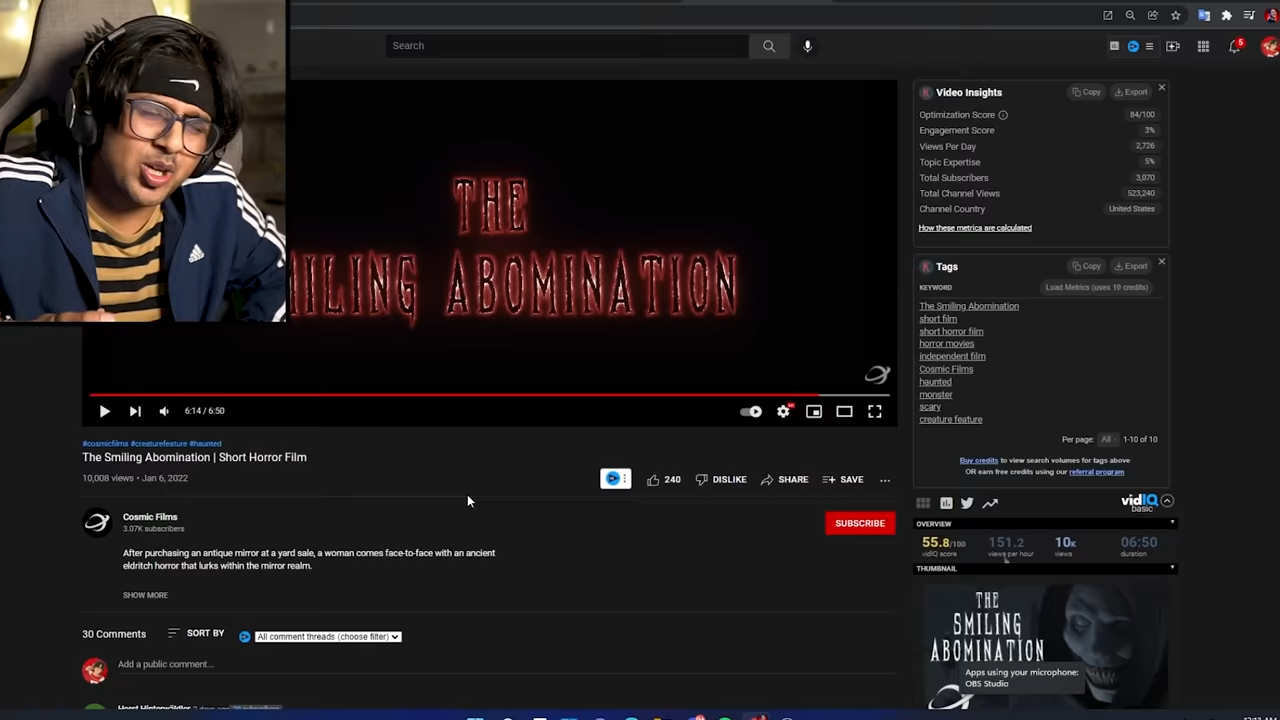 Search
5
THE
MILING ABOMINATION
6:14 / 6:50
#cosmicfilms #creaturefeature #haunted
The Smiling Abomination | Short Horror Film
10,008 views • Jan 6, 2022
240
DISLIKE
SHARE
SAVE
Cosmic Films
3.07K subscribers
SUBSCRIBE
After purchasing an antique mirror at a yard sale, a woman comes face-to-face with an ancient
eldritch horror that lurks within the mirror realm.
SHOW MORE
30 Comments
SORT BY
All comment threads (choose filter)
Add a public comment...
Video Insights
Copy
Export
Optimization Score 84/100
Engagement Score 3%
Views Per Day 2,726
Topic Expertise 5%
Total Subscribers 3,070
Total Channel Views 523,240
Channel Country United States
How these metrics are calculated
Tags
Copy
Export
KEYWORD
Load Metrics (uses 10 credits)
The Smiling Abomination
short film
short horror film
horror movies
independent film
Cosmic Films
haunted
monster
scary
creature feature
Per page: All 1-10 of 10
Buy credits to view search volumes for tags above
OR earn free credits using our referral program
vidIQ
basic
OVERVIEW
55.8/100 151.2 10K 06:50
vidIQ score views per hour views duration
THUMBNAIL
THE
SMILING
ABOMINATION
Apps using your microphone:
OBS Studio